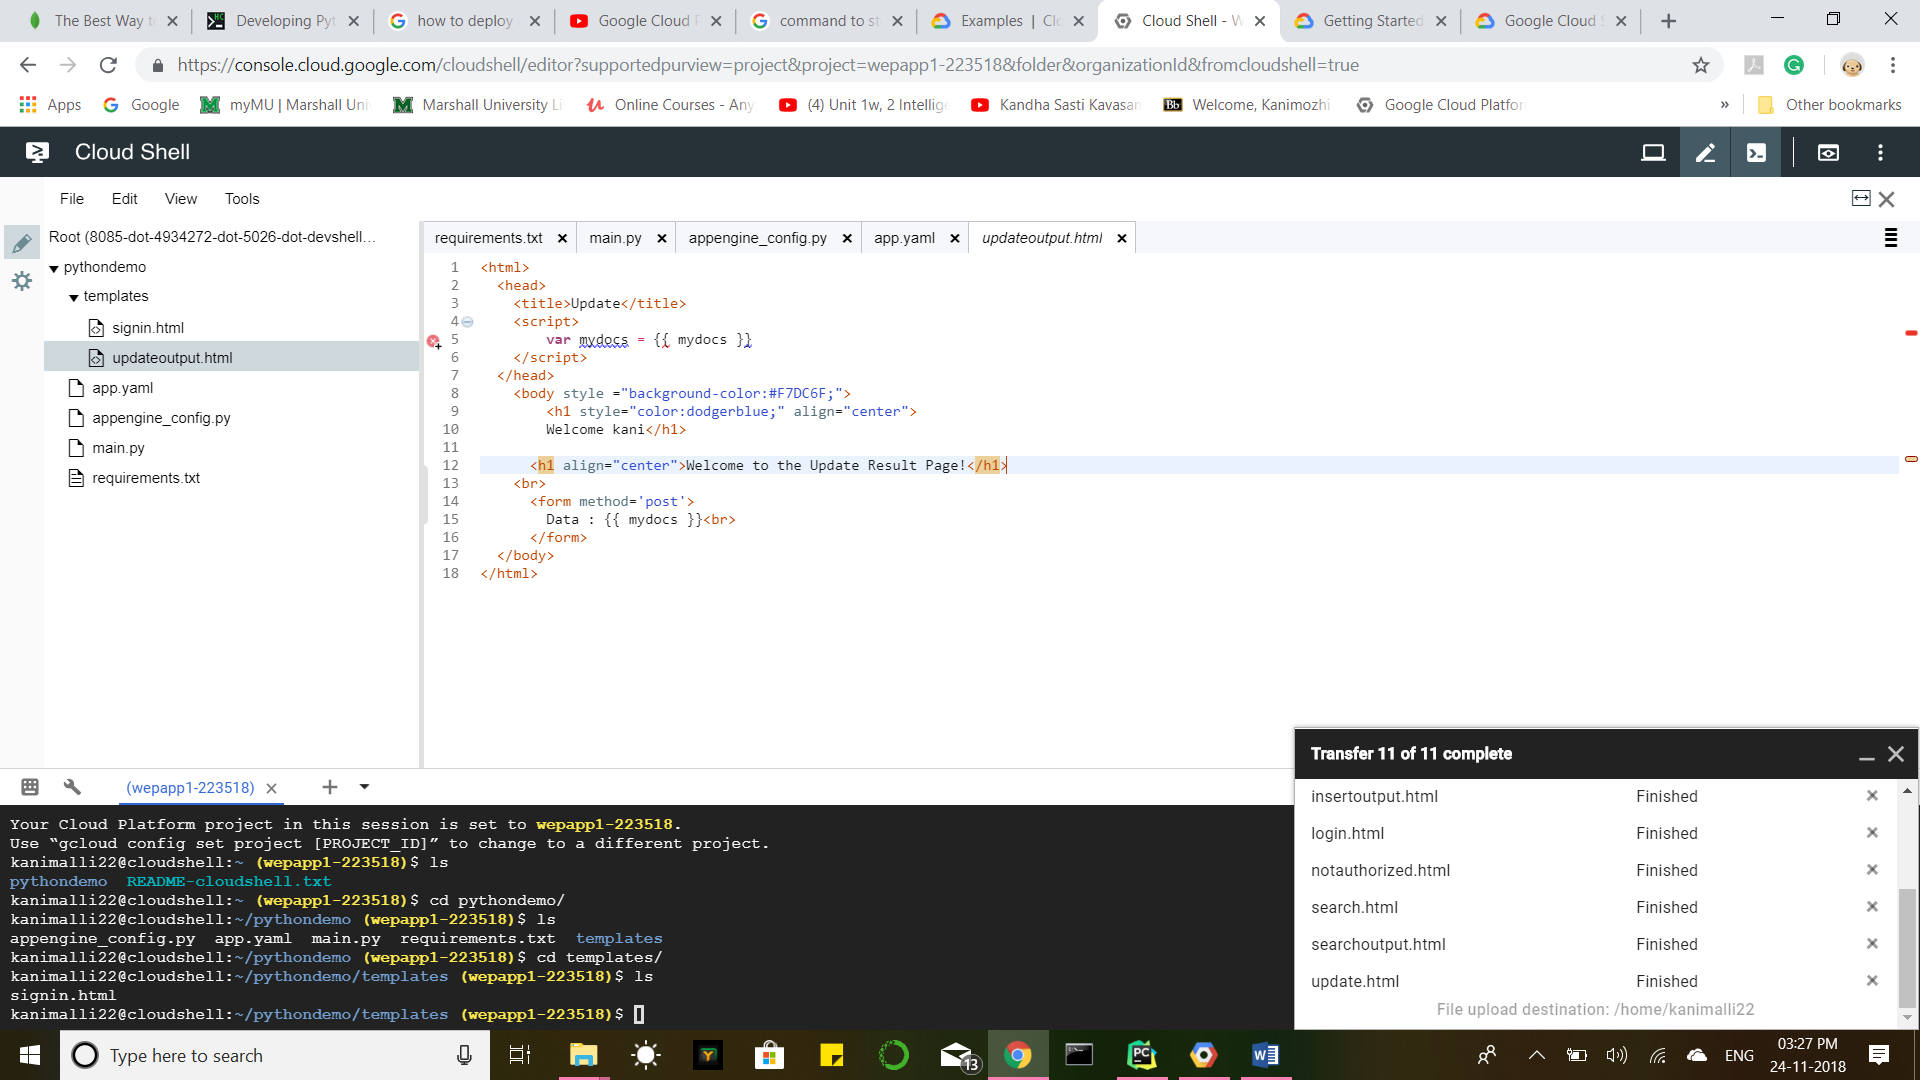 The Best Way t
Developing Pyt
how to deploy
Google Cloud P
command to st
Examples | Clo
Cloud Shell - W
Getting Started
Google Cloud S
https://console.cloud.google.com/cloudshell/editor?supportedpurview=project&project=wepapp1-223518&folder&organizationId&fromcloudshell=true
Apps
Google
myMU | Marshall Uni
Marshall University Li
Online Courses - Any
(4) Unit 1w, 2 Intellige
Kandha Sasti Kavasam
Bb
Welcome, Kanimozhi
Google Cloud Platfor
»
Other bookmarks
Cloud Shell
File Edit View Tools
Root (8085-dot-4934272-dot-5026-dot-devshell...
pythondemo
templates
signin.html
updateoutput.html
app.yaml
appengine_config.py
main.py
requirements.txt
requirements.txt
main.py
appengine_config.py
app.yaml
updateoutput.html
1 <html>
2 <head>
3 <title>Update</title>
4 <script>
5 var mydocs = {{ mydocs }}
6 </script>
7 </head>
8 <body style ="background-color:#F7DC6F;">
9 <h1 style="color:dodgerblue;" align="center">
10 Welcome kani</h1>
11
12 <h1 align="center">Welcome to the Update Result Page!</h1>
13 <br>
14 <form method='post'>
15 Data : {{ mydocs }}<br>
16 </form>
17 </body>
18 </html>
(wepapp1-223518)
Your Cloud Platform project in this session is set to wepapp1-223518.
Use “gcloud config set project [PROJECT_ID]” to change to a different project.
kanimalli22@cloudshell:~ (wepapp1-223518)$ ls
pythondemo README-cloudshell.txt
kanimalli22@cloudshell:~ (wepapp1-223518)$ cd pythondemo/
kanimalli22@cloudshell:~/pythondemo (wepapp1-223518)$ ls
appengine_config.py app.yaml main.py requirements.txt templates
kanimalli22@cloudshell:~/pythondemo (wepapp1-223518)$ cd templates/
kanimalli22@cloudshell:~/pythondemo/templates (wepapp1-223518)$ ls
signin.html
kanimalli22@cloudshell:~/pythondemo/templates (wepapp1-223518)$
Transfer 11 of 11 complete
insertoutput.html Finished
login.html Finished
notauthorized.html Finished
search.html Finished
searchoutput.html Finished
update.html Finished
File upload destination: /home/kanimalli22
Type here to search
13
ENG
03:27 PM
24-11-2018